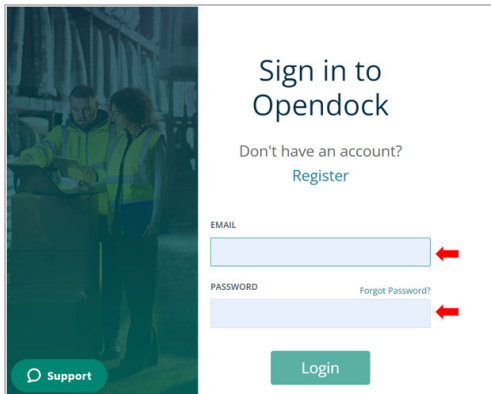 Sign in to
Opendock
Don't have an account?
Register
EMAIL
PASSWORD
Forgot Password?
Login
Support